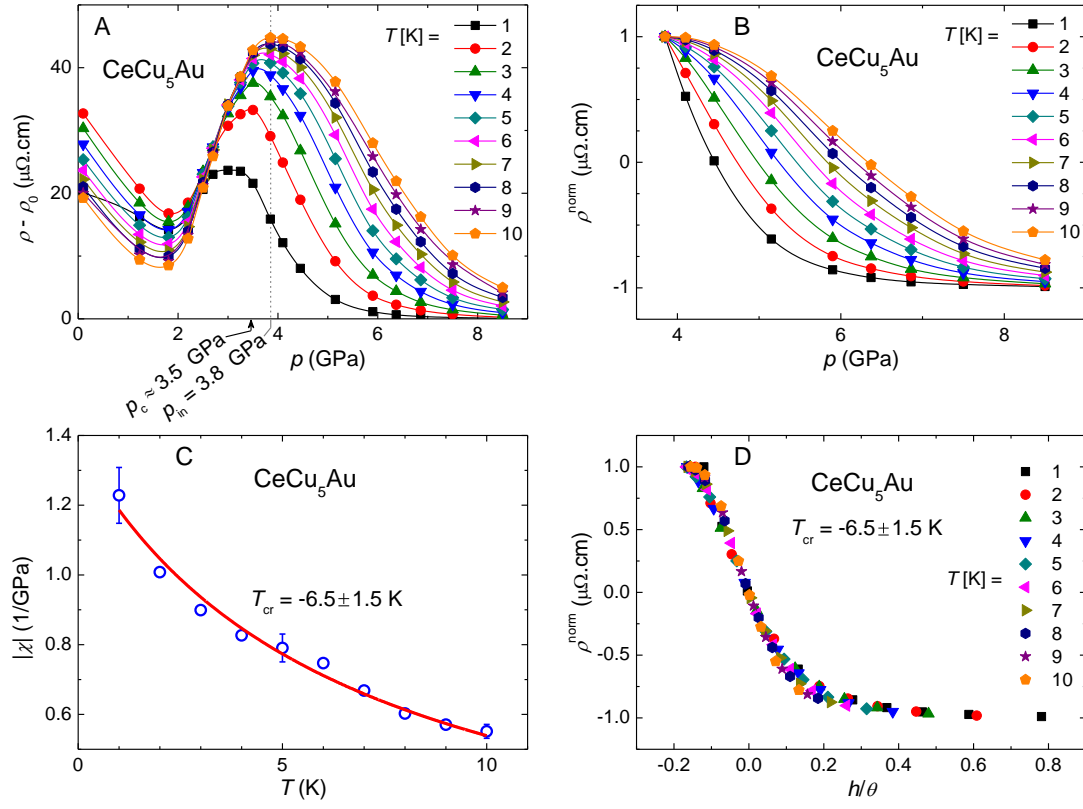 A
CeCu5Au
T [K] =
1
2
3
4
5
6
7
8
9
10
40
20
0
0
2
4
6
8
ρ - ρ0 (μΩ.cm)
p (GPa)
pc ≈ 3.5 GPa
pin = 3.8 GPa
B
CeCu5Au
T [K] =
1
2
3
4
5
6
7
8
9
10
1
0
-1
4
6
8
ρnorm (μΩ.cm)
p (GPa)
C
CeCu5Au
Tcr = -6.5±1.5 K
1.4
1.2
1.0
0.8
0.6
0
5
10
|χ| (1/GPa)
T (K)
D
CeCu5Au
Tcr = -6.5±1.5 K
T [K] =
1
2
3
4
5
6
7
8
9
10
1.0
0.5
0.0
-0.5
-1.0
-0.2
0.0
0.2
0.4
0.6
0.8
ρnorm (μΩ.cm)
h/θ